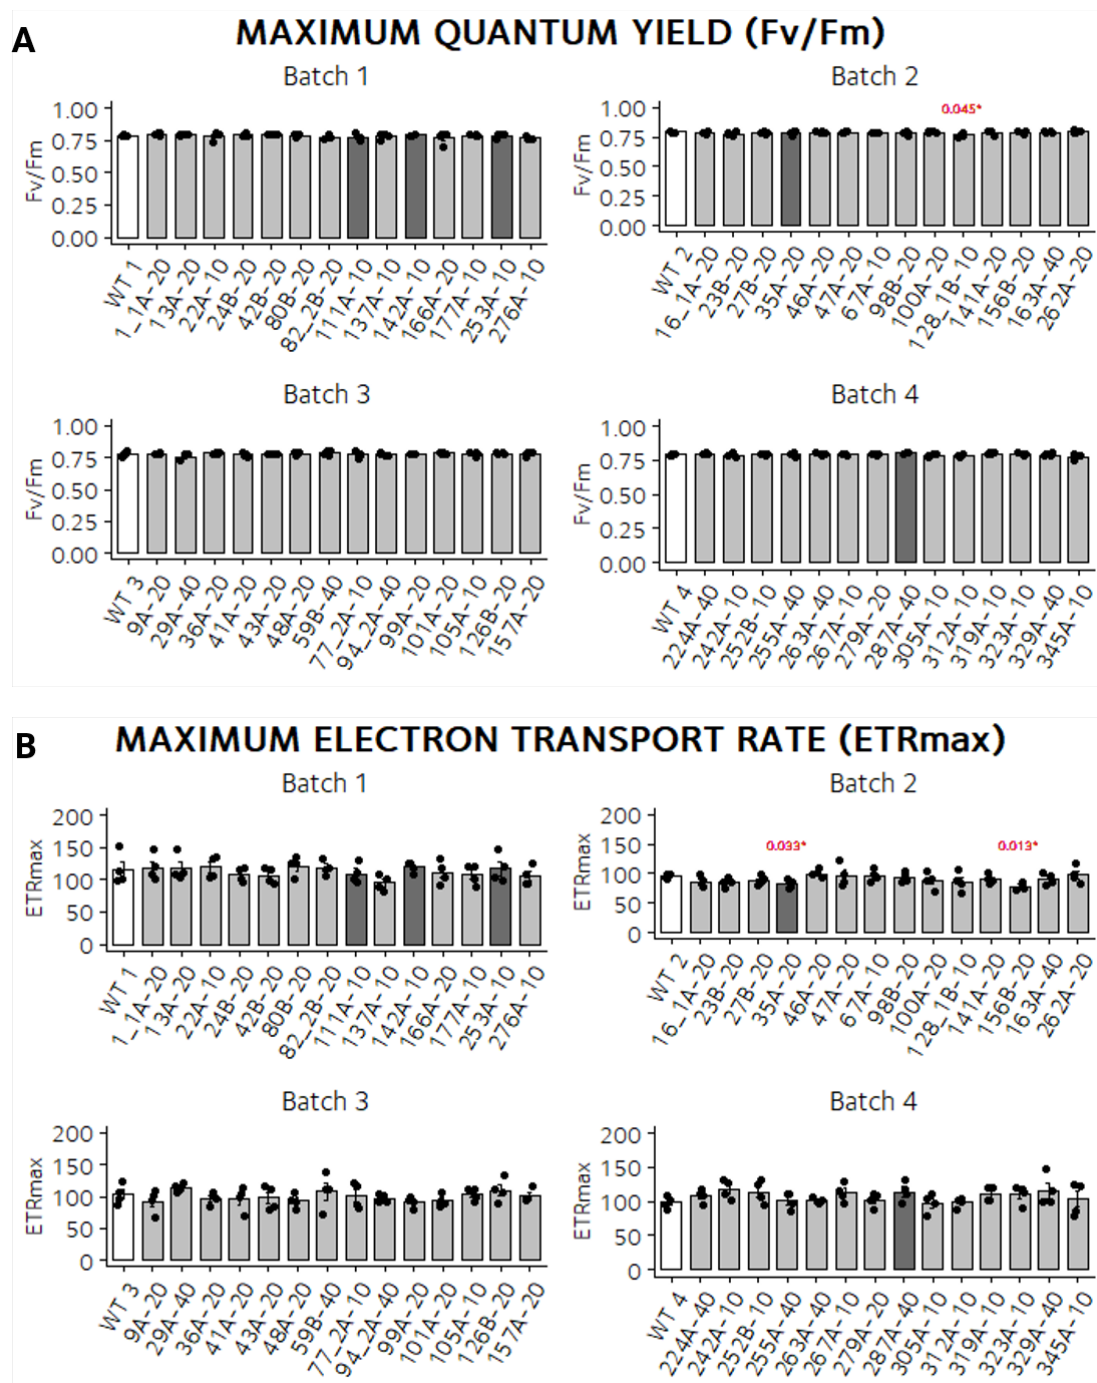 A
MAXIMUM QUANTUM YIELD (Fv/Fm)
Batch 1
Fv/Fm
1.00
0.75
0.50
0.25
0.00
WT 1
1_1A-20
13A-20
22A-10
24B-20
42B-20
80B-20
82_2B-20
111A-10
137A-10
142A-10
166A-20
177A-10
253A-10
276A-10
Batch 2
0.045*
Fv/Fm
1.00
0.75
0.50
0.25
0.00
WT 2
16_1A-20
23B-20
27B-20
35A-20
46A-20
47A-20
67A-10
98B-20
100A-20
128_1B-10
141A-20
156B-20
163A-40
262A-20
Batch 3
Fv/Fm
1.00
0.75
0.50
0.25
0.00
WT 3
9A-20
29A-40
36A-20
41A-20
43A-20
48A-20
59B-40
77_2A-10
94_2A-40
99A-20
101A-20
105A-10
126B-20
157A-20
Batch 4
Fv/Fm
1.00
0.75
0.50
0.25
0.00
WT 4
224A-40
242A-10
252B-10
255A-40
263A-40
267A-10
279A-20
287A-40
305A-10
312A-10
319A-10
323A-10
329A-40
345A-10
B
MAXIMUM ELECTRON TRANSPORT RATE (ETRmax)
Batch 1
ETRmax
200
150
100
50
0
WT 1
1_1A-20
13A-20
22A-10
24B-20
42B-20
80B-20
82_2B-20
111A-10
137A-10
142A-10
166A-20
177A-10
253A-10
276A-10
Batch 2
0.033*
0.013*
ETRmax
200
150
100
50
0
WT 2
16_1A-20
23B-20
27B-20
35A-20
46A-20
47A-20
67A-10
98B-20
100A-20
128_1B-10
141A-20
156B-20
163A-40
262A-20
Batch 3
ETRmax
200
150
100
50
0
WT 3
9A-20
29A-40
36A-20
41A-20
43A-20
48A-20
59B-40
77_2A-10
94_2A-40
99A-20
101A-20
105A-10
126B-20
157A-20
Batch 4
ETRmax
200
150
100
50
0
WT 4
224A-40
242A-10
252B-10
255A-40
263A-40
267A-10
279A-20
287A-40
305A-10
312A-10
319A-10
323A-10
329A-40
345A-10